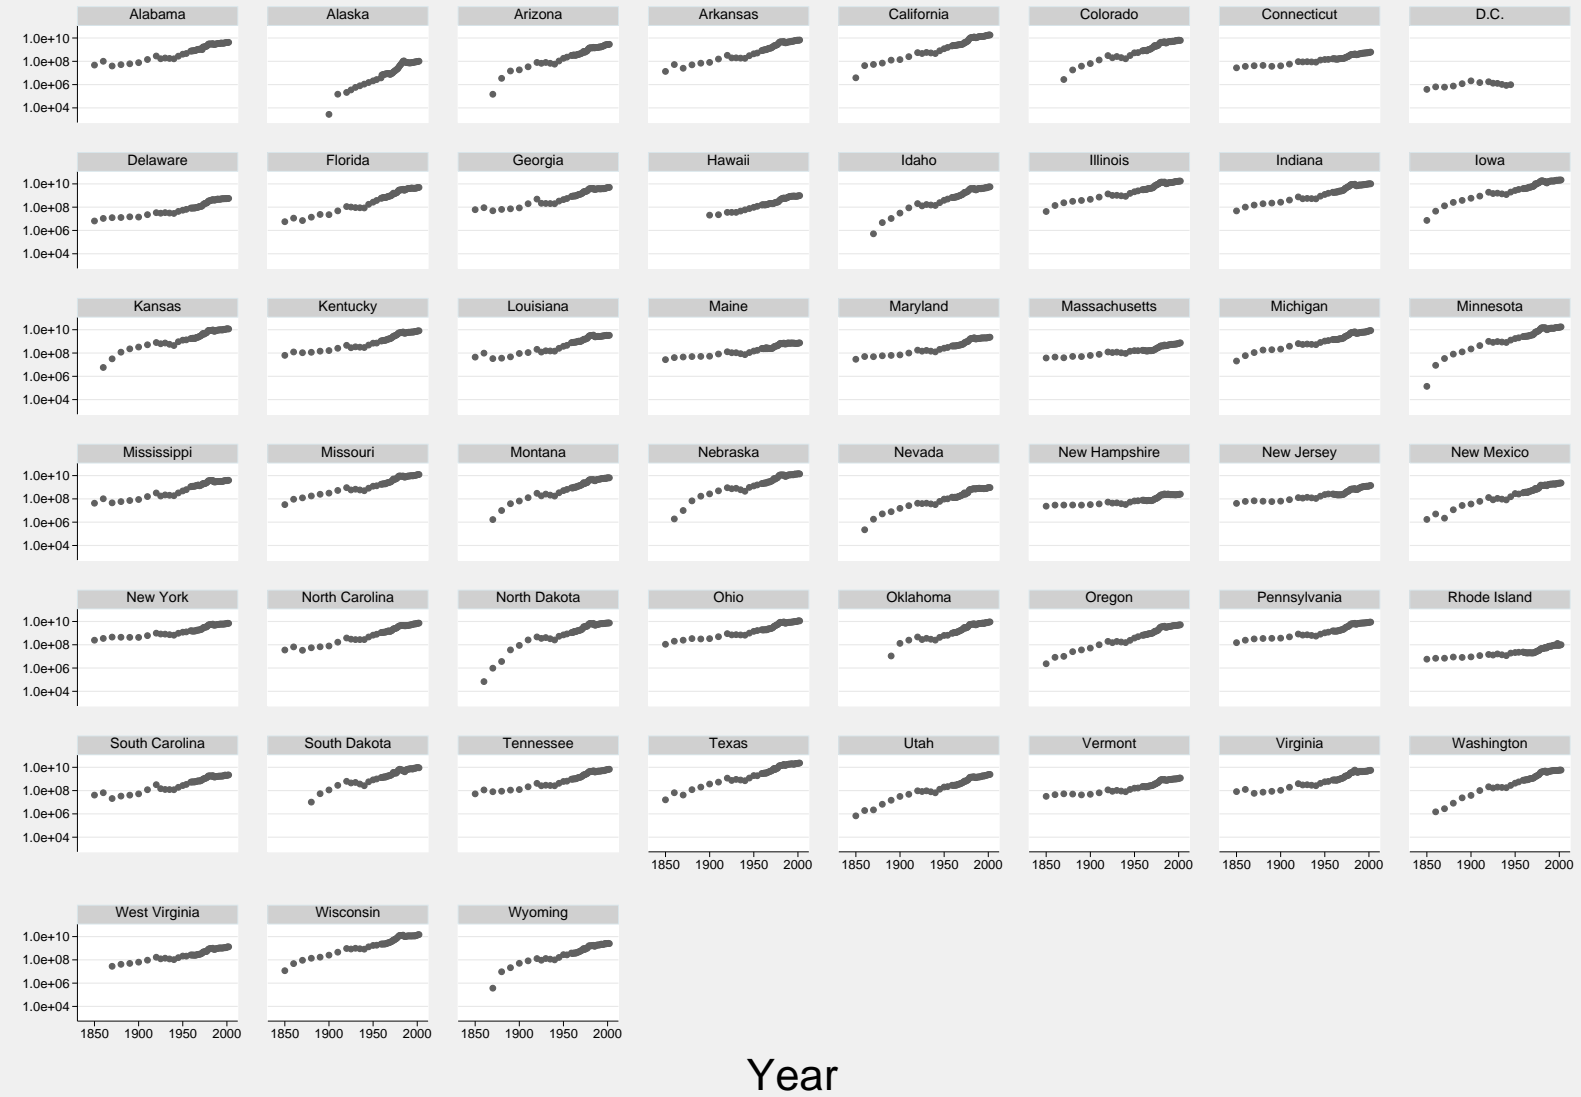 Alabama Alaska Arizona Arkansas California Colorado Connecticut D.C.
1.0e+10
1.0e+08
1.0e+06
1.0e+04
Delaware Florida Georgia Hawaii Idaho Illinois Indiana Iowa
1.0e+10
1.0e+08
1.0e+06
1.0e+04
Kansas Kentucky Louisiana Maine Maryland Massachusetts Michigan Minnesota
1.0e+10
1.0e+08
1.0e+06
1.0e+04
Mississippi Missouri Montana Nebraska Nevada New Hampshire New Jersey New Mexico
1.0e+10
1.0e+08
1.0e+06
1.0e+04
New York North Carolina North Dakota Ohio Oklahoma Oregon Pennsylvania Rhode Island
1.0e+10
1.0e+08
1.0e+06
1.0e+04
South Carolina South Dakota Tennessee Texas Utah Vermont Virginia Washington
1.0e+10
1.0e+08
1.0e+06
1.0e+04
1850 1900 1950 2000 1850 1900 1950 2000 1850 1900 1950 2000 1850 1900 1950 2000 1850 1900 1950 2000
West Virginia Wisconsin Wyoming
1.0e+10
1.0e+08
1.0e+06
1.0e+04
1850 1900 1950 2000 1850 1900 1950 2000 1850 1900 1950 2000
Year